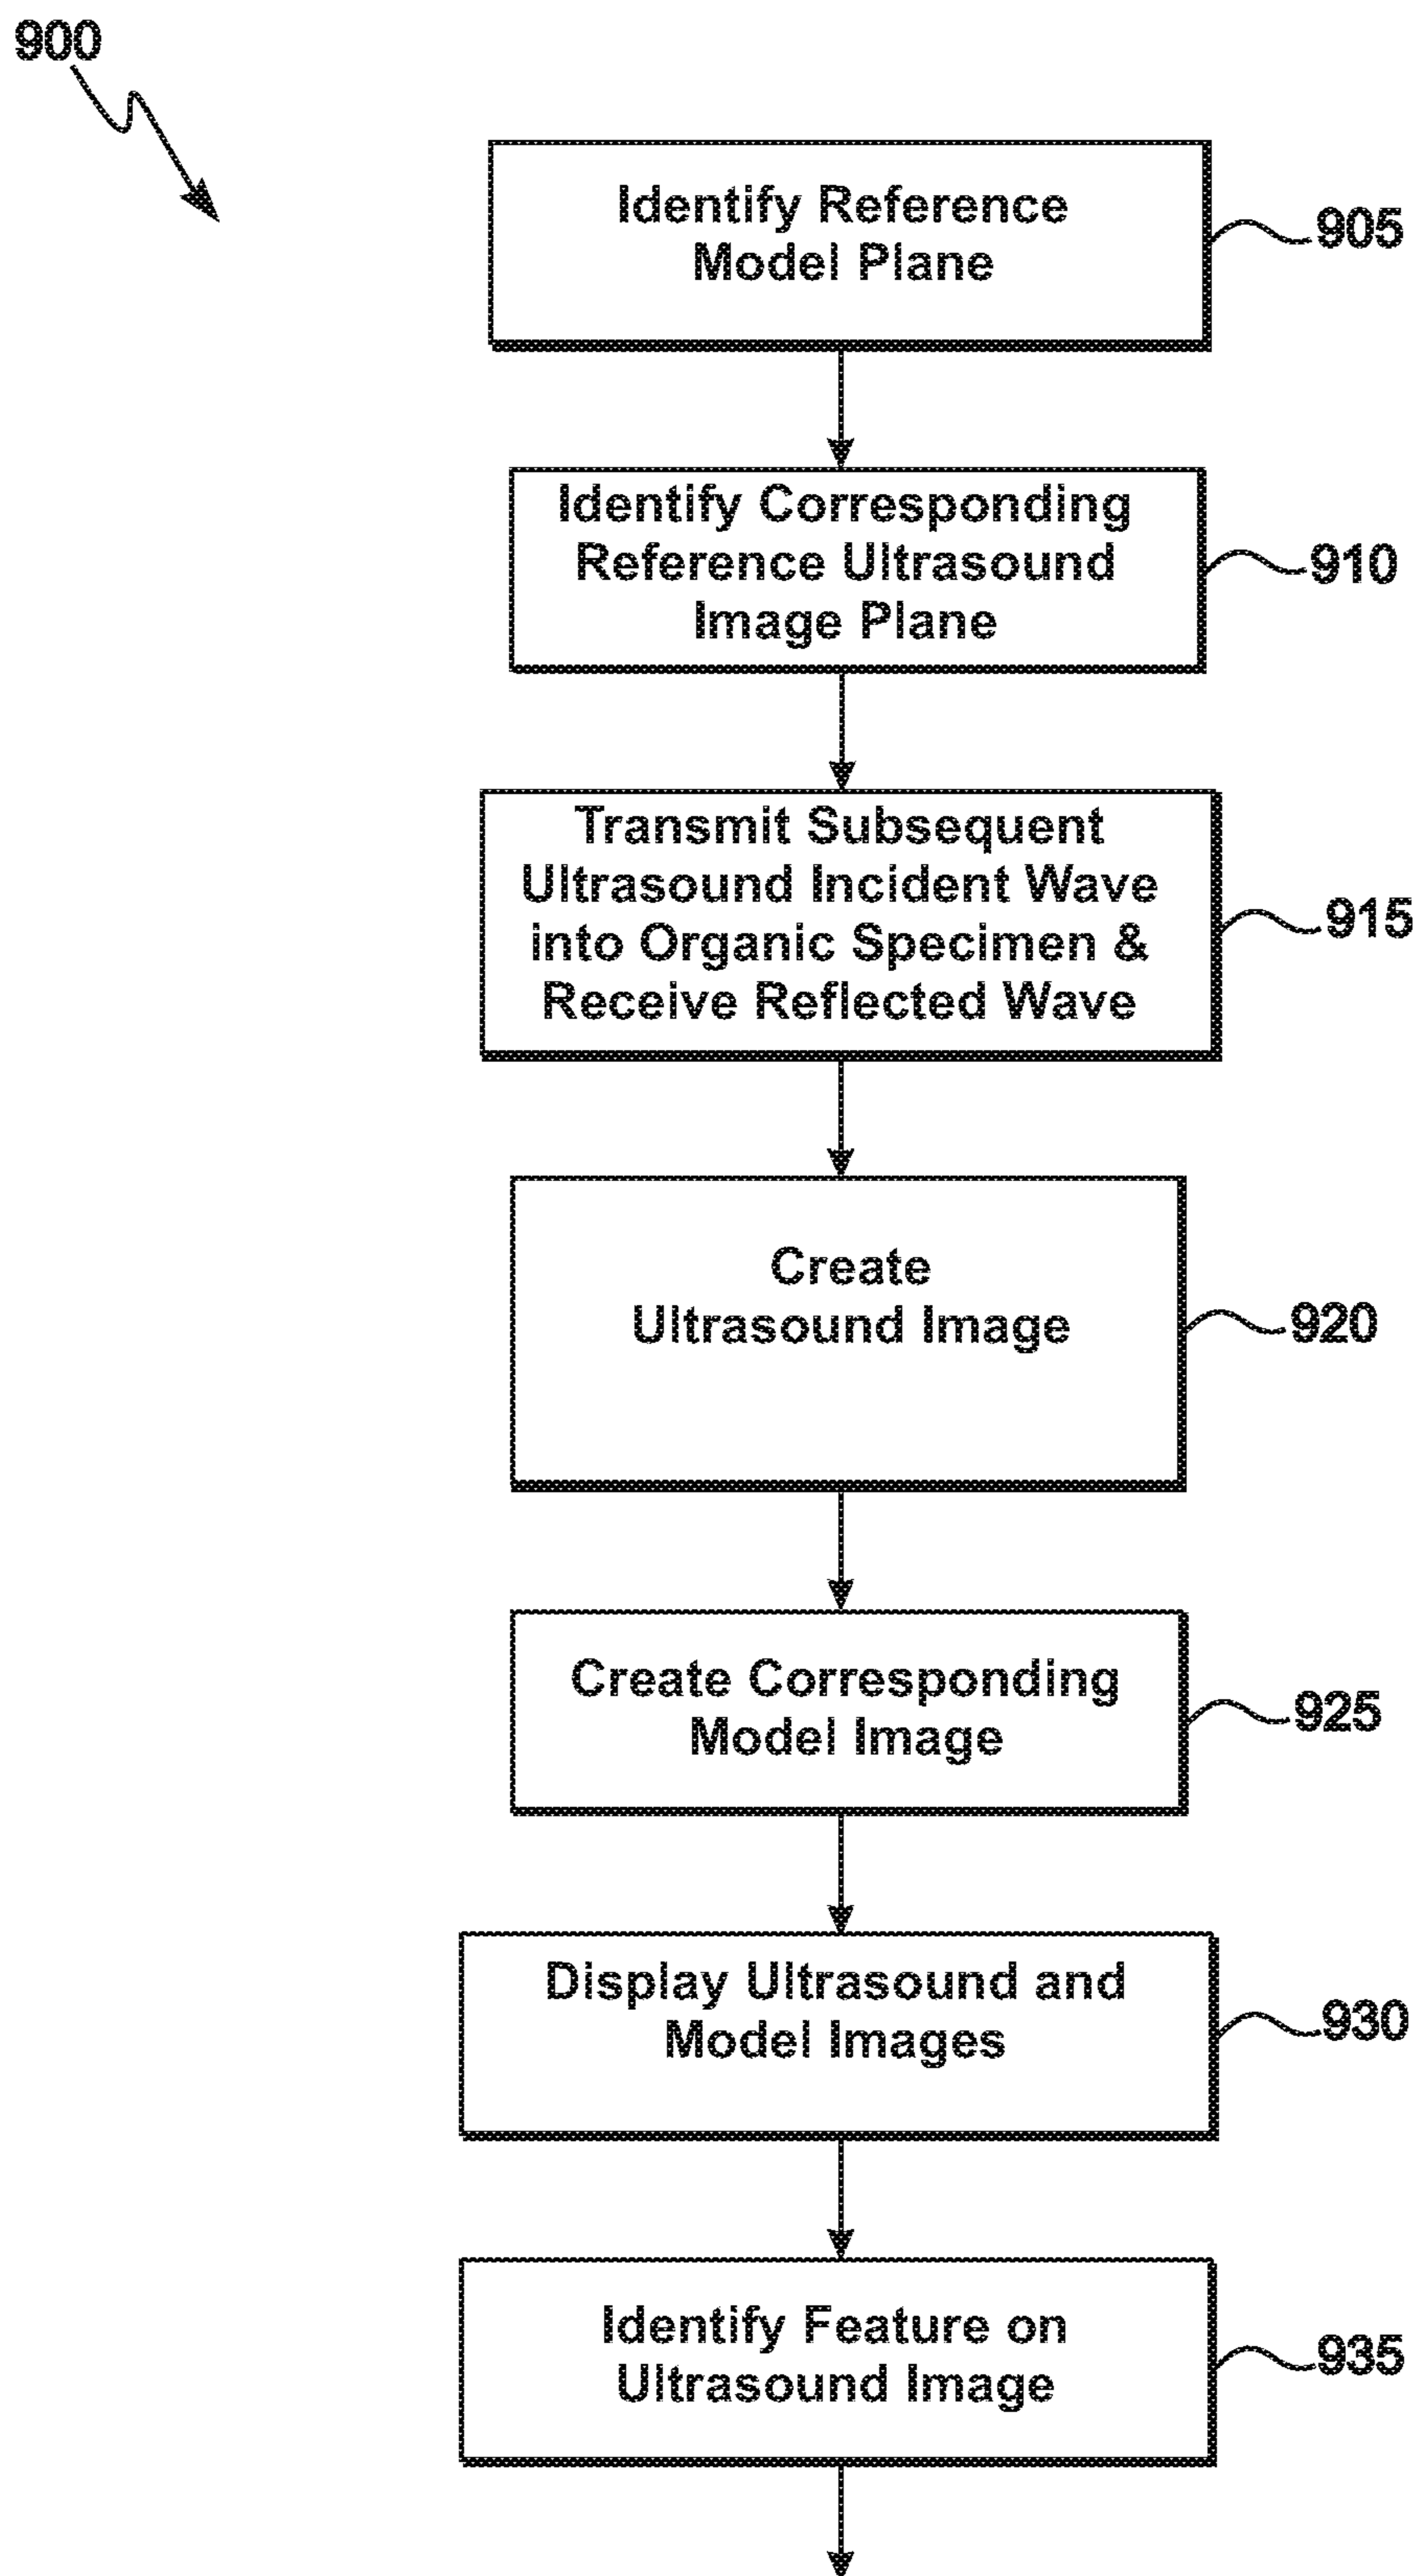 900
Identify Reference
Model Plane
905
Identify Corresponding
Reference Ultrasound
Image Plane
910
Transmit Subsequent
Ultrasound Incident Wave
into Organic Specimen &
Receive Reflected Wave
915
Create
Ultrasound Image
920
Create Corresponding
Model Image
925
Display Ultrasound and
Model Images
930
Identify Feature on
Ultrasound Image
935